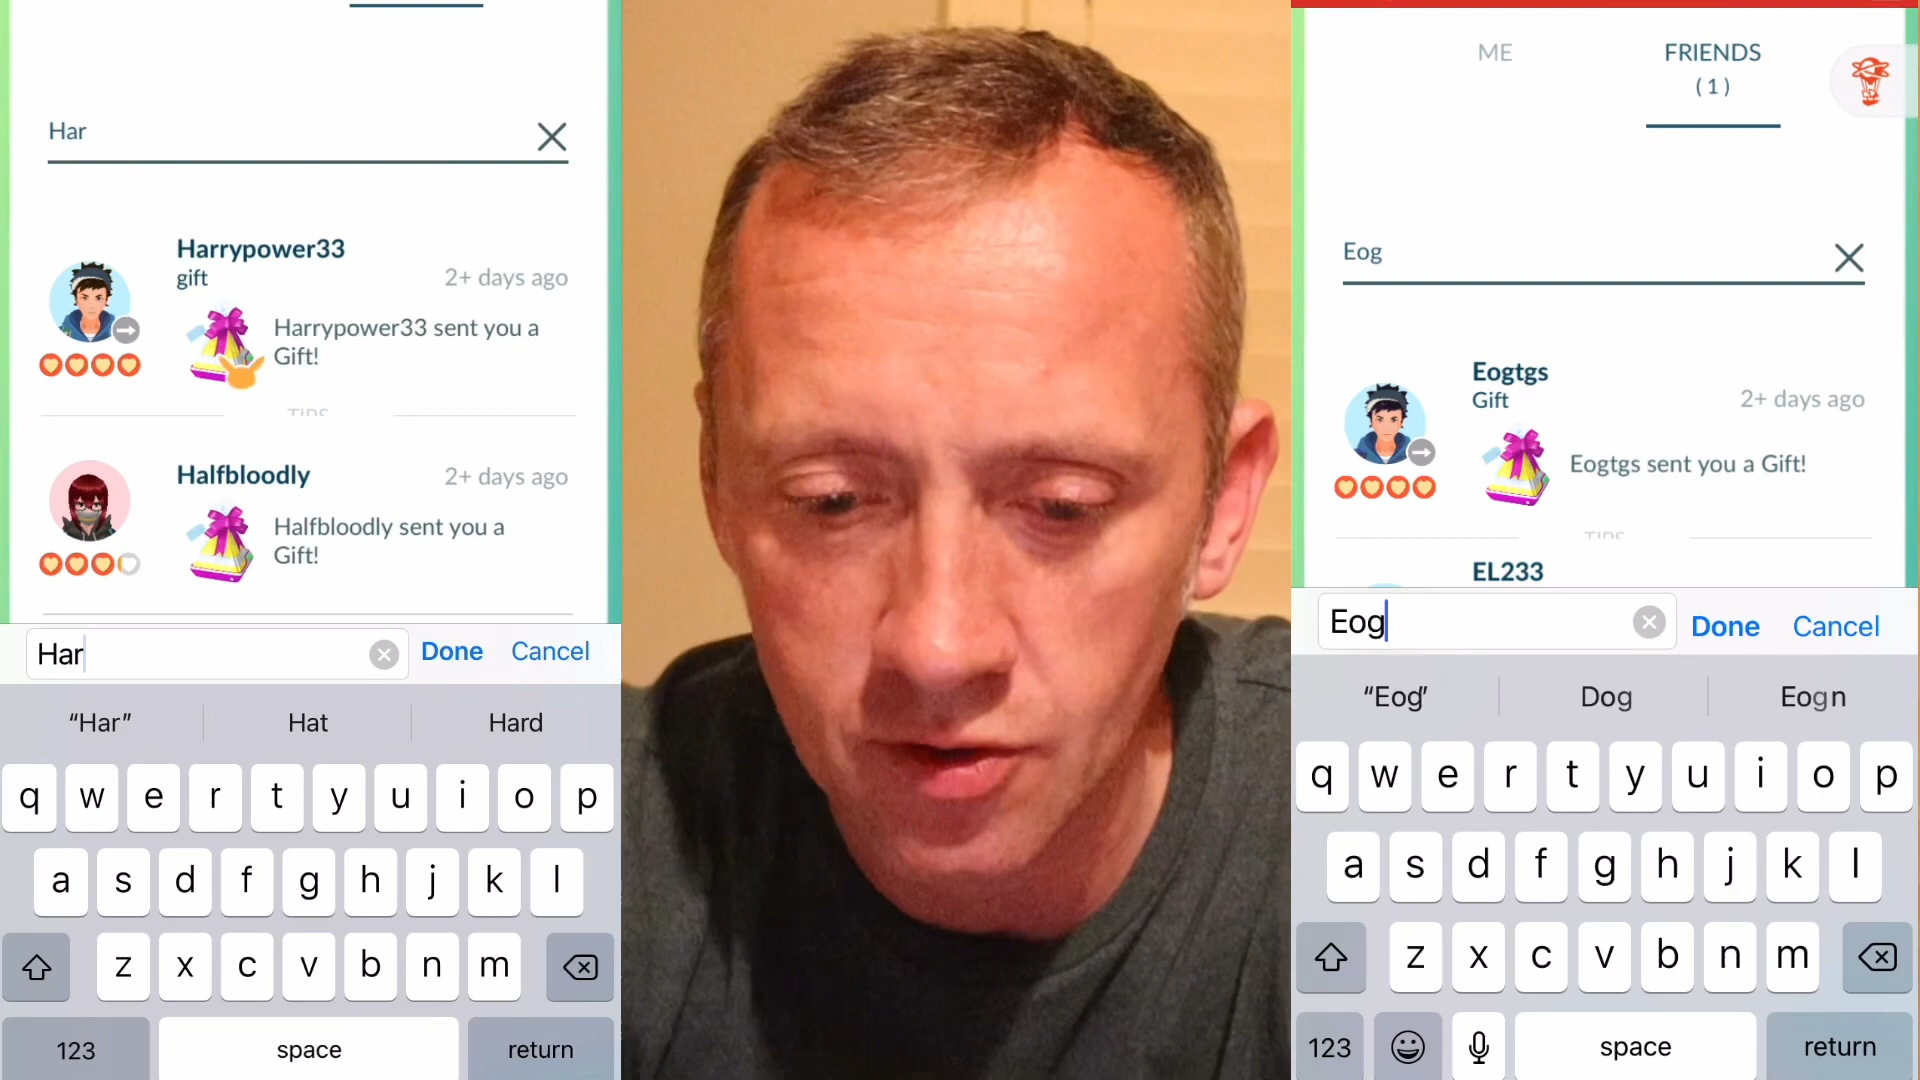 Har
Harrypower33
gift
2+ days ago
Harrypower33 sent you a
Gift!
TIPS
Halfbloodly
2+ days ago
Halfbloodly sent you a
Gift!
Har
Done
Cancel
“Har”
Hat
Hard
q w e r t y u i o p
a s d f g h j k l
z x c v b n m
123
space
return
ME
FRIENDS
(1)
Eog
Eogtgs
Gift
2+ days ago
Eogtgs sent you a Gift!
TIPS
EL233
Eog
Done
Cancel
“Eog”
Dog
Eogn
q w e r t y u i o p
a s d f g h j k l
z x c v b n m
123
space
return